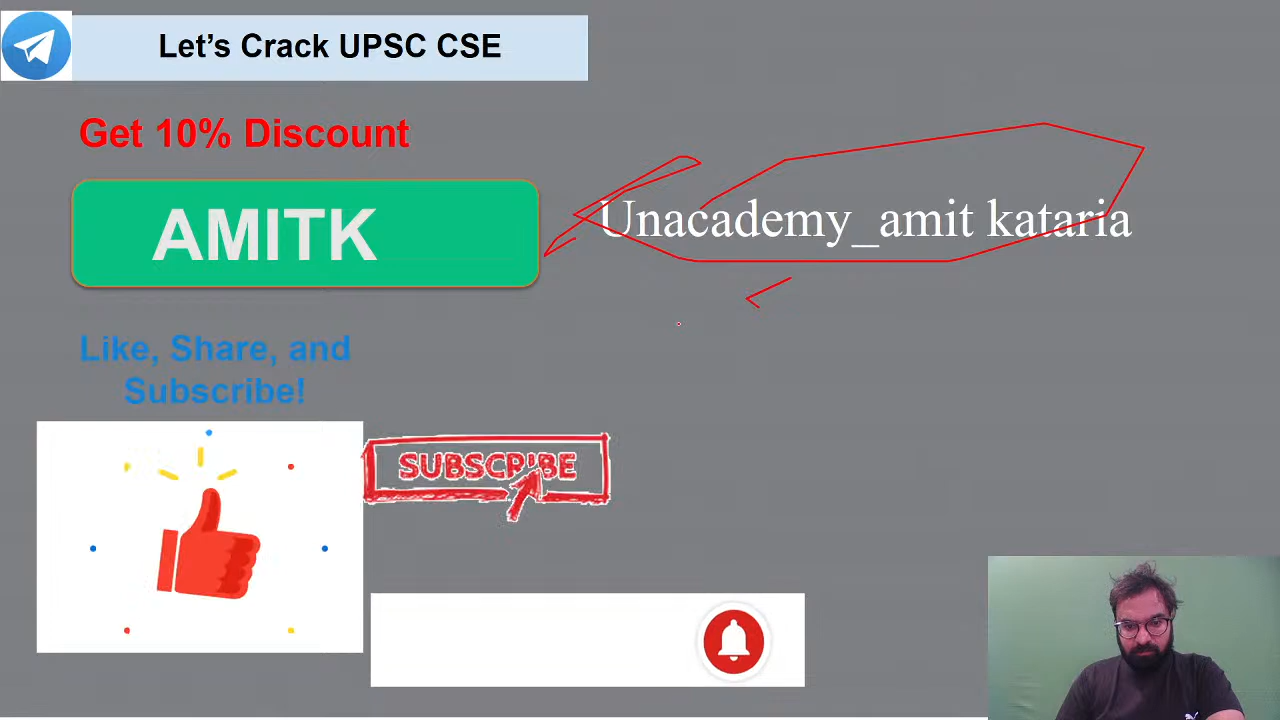 Let’s Crack UPSC CSE
Get 10% Discount
AMITK
Unacademy_amit kataria
Like, Share, and
Subscribe!
SUBSCRIBE